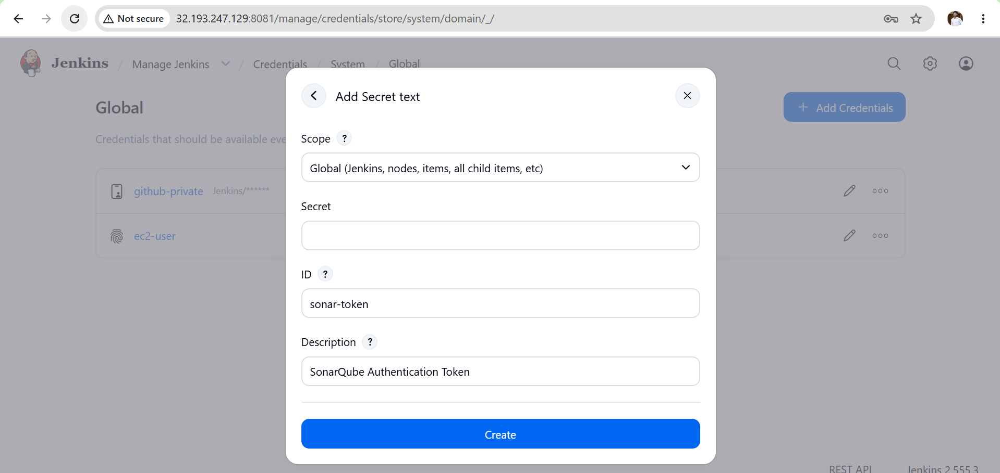 Not secure
32.193.247.129:8081/manage/credentials/store/system/domain/_/
Jenkins / Manage Jenkins / Credentials / System / Global
Global
+ Add Credentials
Credentials that should be available eve
github-private Jenkins/******
ec2-user
Add Secret text
Scope ?
Global (Jenkins, nodes, items, all child items, etc)
Secret
ID ?
sonar-token
Description ?
SonarQube Authentication Token
Create
REST API
Jenkins 2.555.3